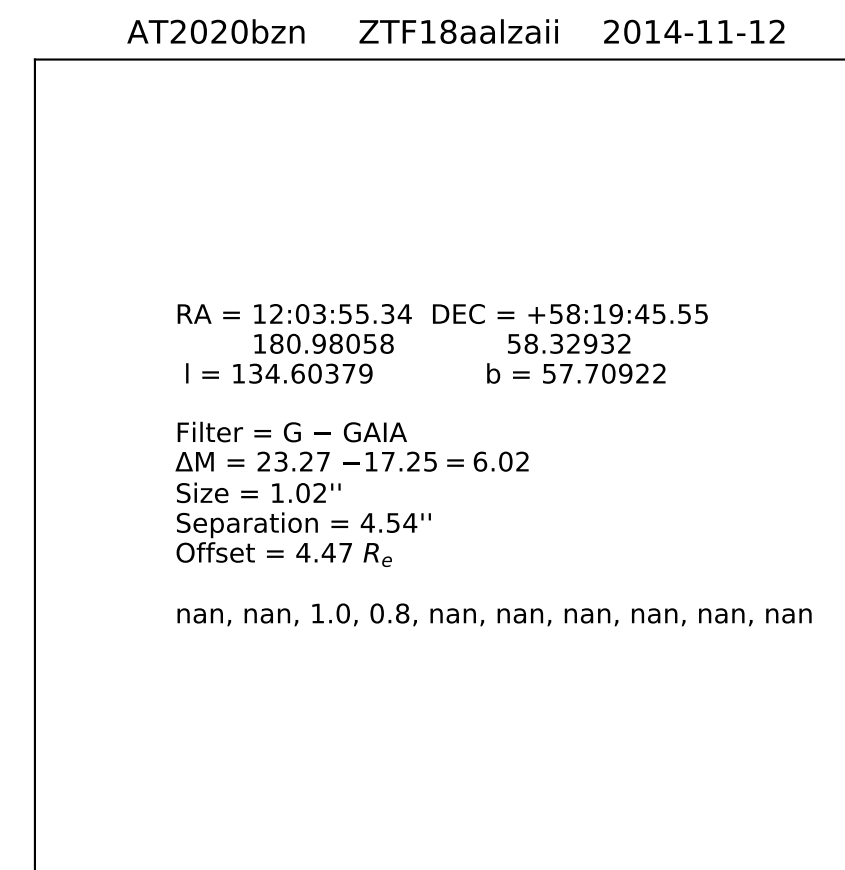 AT2020bzn ZTF18aalzaii 2014-11-12
RA = 12:03:55.34 DEC = +58:19:45.55
180.98058 58.32932
l = 134.60379 b = 57.70922
Filter = G − GAIA
ΔM = 23.27 −17.25 = 6.02
Size = 1.02''
Separation = 4.54''
Offset = 4.47 Rₑ
nan, nan, 1.0, 0.8, nan, nan, nan, nan, nan, nan